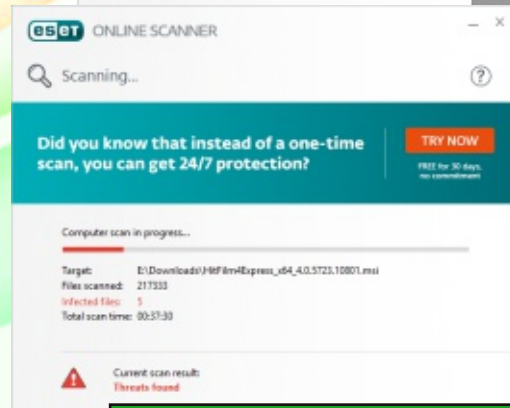 eset ONLINE SCANNER
Scanning...
Did you know that instead of a one-time
scan, you can get 24/7 protection?
TRY NOW
FREE for 30 days,
no commitment
Computer scan in progress...
Target: E:\Downloads\HitFilm4Express_x64_4.0.5723.10801.msi
Files scanned: 217333
Infected files: 5
Total scan time: 00:37:30
Current scan result:
Threats found